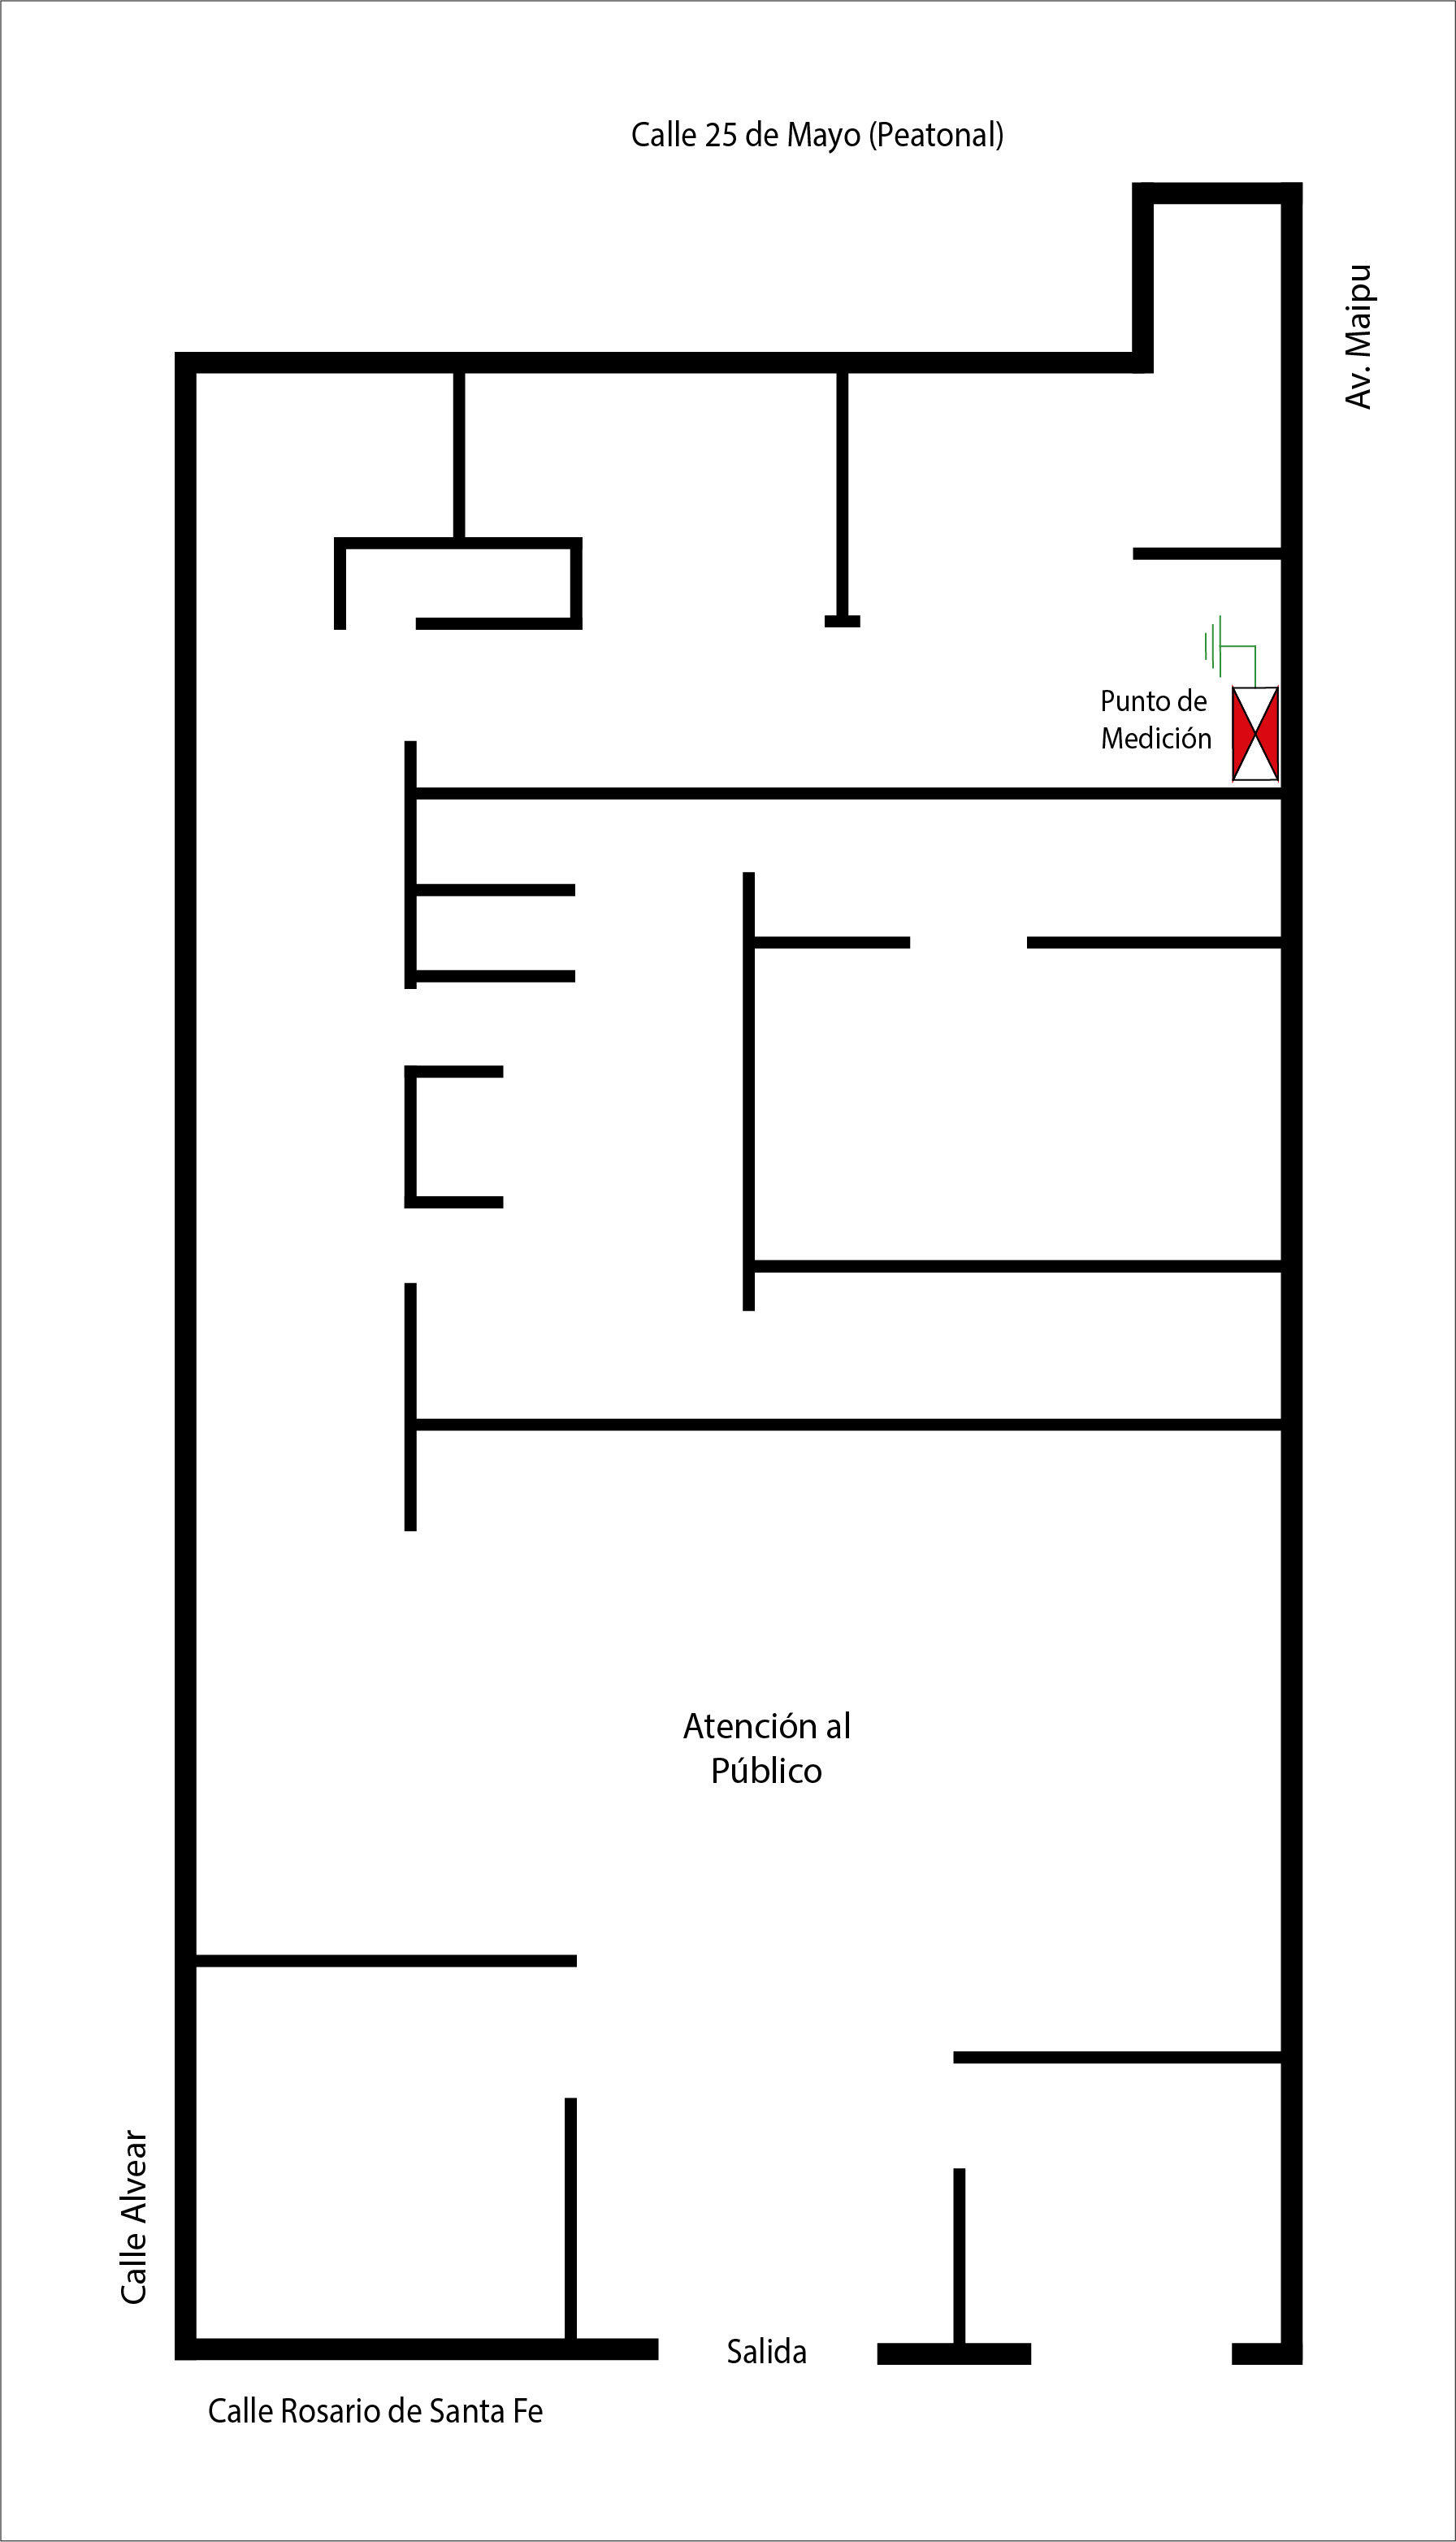 Calle 25 de Mayo (Peatonal)
Av. Maipu
Punto de
Medición
Atención al
Público
Calle Alvear
Salida
Calle Rosario de Santa Fe